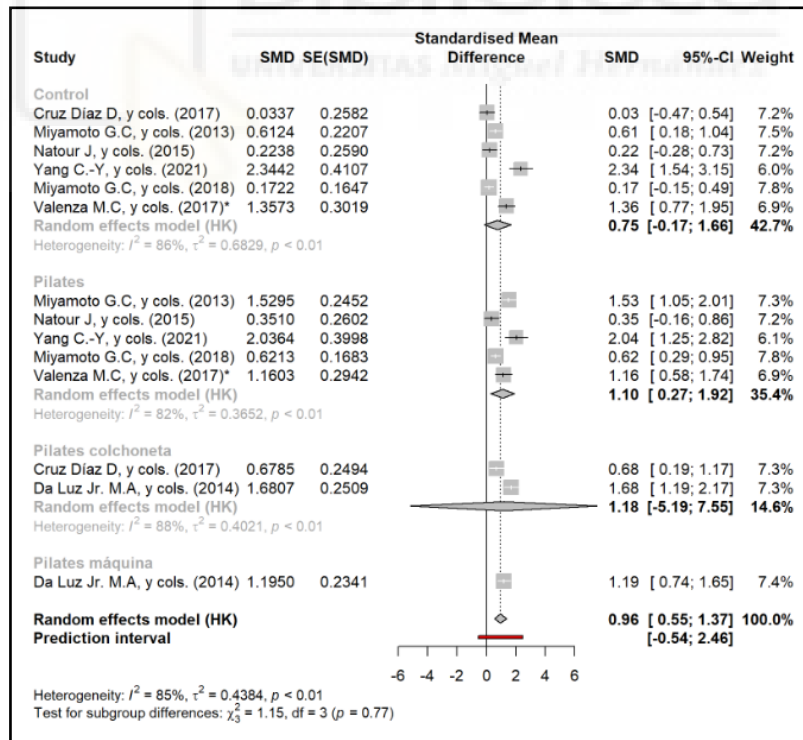 UNIVERSITAS Miguel Hernández
Standardised Mean
Study SMD SE(SMD) Difference SMD 95%-CI Weight
Control
Cruz Díaz D, y cols. (2017) 0.0337 0.2582 0.03 [-0.47; 0.54] 7.2%
Miyamoto G.C, y cols. (2013) 0.6124 0.2207 0.61 [ 0.18; 1.04] 7.5%
Natour J, y cols. (2015) 0.2238 0.2590 0.22 [-0.28; 0.73] 7.2%
Yang C.-Y, y cols. (2021) 2.3442 0.4107 2.34 [ 1.54; 3.15] 6.0%
Miyamoto G.C, y cols. (2018) 0.1722 0.1647 0.17 [-0.15; 0.49] 7.8%
Valenza M.C, y cols. (2017)* 1.3573 0.3019 1.36 [ 0.77; 1.95] 6.9%
Random effects model (HK) 0.75 [-0.17; 1.66] 42.7%
Heterogeneity: I² = 86%, τ² = 0.6829, p < 0.01
Pilates
Miyamoto G.C, y cols. (2013) 1.5295 0.2452 1.53 [ 1.05; 2.01] 7.3%
Natour J, y cols. (2015) 0.3510 0.2602 0.35 [-0.16; 0.86] 7.2%
Yang C.-Y, y cols. (2021) 2.0364 0.3998 2.04 [ 1.25; 2.82] 6.1%
Miyamoto G.C, y cols. (2018) 0.6213 0.1683 0.62 [ 0.29; 0.95] 7.8%
Valenza M.C, y cols. (2017)* 1.1603 0.2942 1.16 [ 0.58; 1.74] 6.9%
Random effects model (HK) 1.10 [ 0.27; 1.92] 35.4%
Heterogeneity: I² = 82%, τ² = 0.3652, p < 0.01
Pilates colchoneta
Cruz Díaz D, y cols. (2017) 0.6785 0.2494 0.68 [ 0.19; 1.17] 7.3%
Da Luz Jr. M.A, y cols. (2014) 1.6807 0.2509 1.68 [ 1.19; 2.17] 7.3%
Random effects model (HK) 1.18 [-5.19; 7.55] 14.6%
Heterogeneity: I² = 88%, τ² = 0.4021, p < 0.01
Pilates máquina
Da Luz Jr. M.A, y cols. (2014) 1.1950 0.2341 1.19 [ 0.74; 1.65] 7.4%
Random effects model (HK) 0.96 [ 0.55; 1.37] 100.0%
Prediction interval [-0.54; 2.46]
-6 -4 -2 0 2 4 6
Heterogeneity: I² = 85%, τ² = 0.4384, p < 0.01
Test for subgroup differences: χ²₃ = 1.15, df = 3 (p = 0.77)